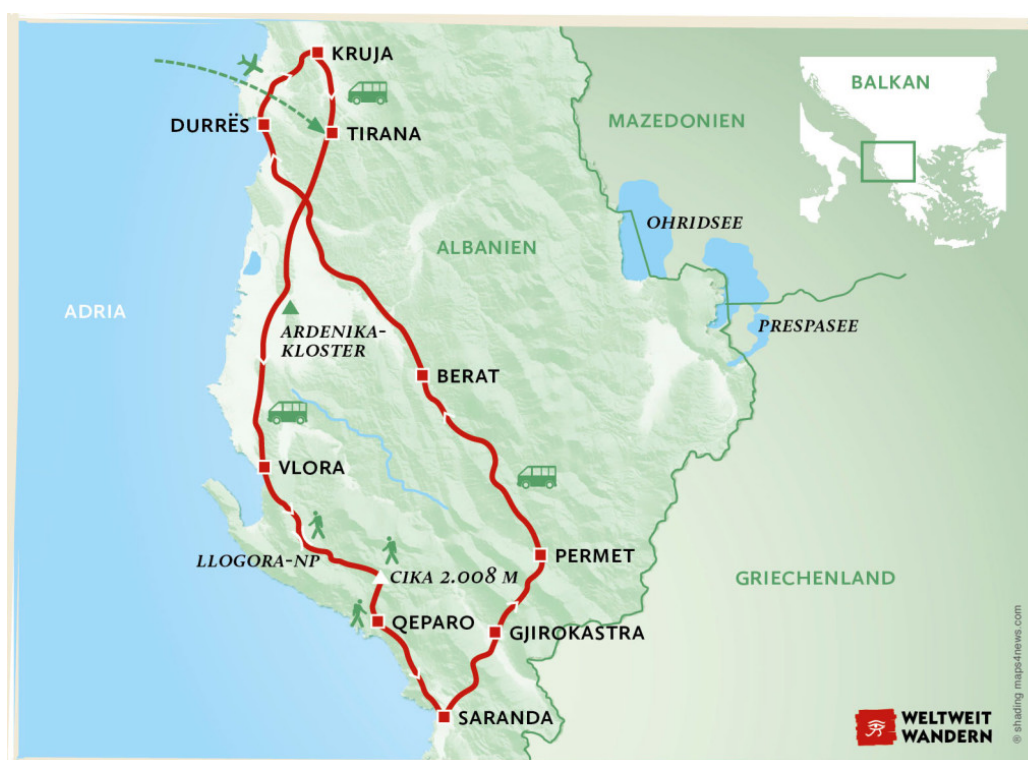 KRUJA
BALKAN
DURRËS
TIRANA
MAZEDONIEN
OHRIDSEE
ALBANIEN
ADRIA
PRESPASEE
ARDENIKA-
KLOSTER
BERAT
VLORA
PERMET
LLOGORA-NP
CIKA 2.008 M
GRIECHENLAND
QEPARO
GJIROKASTRA
SARANDA
WELTWEIT
WANDERN
® shading maps4news.com